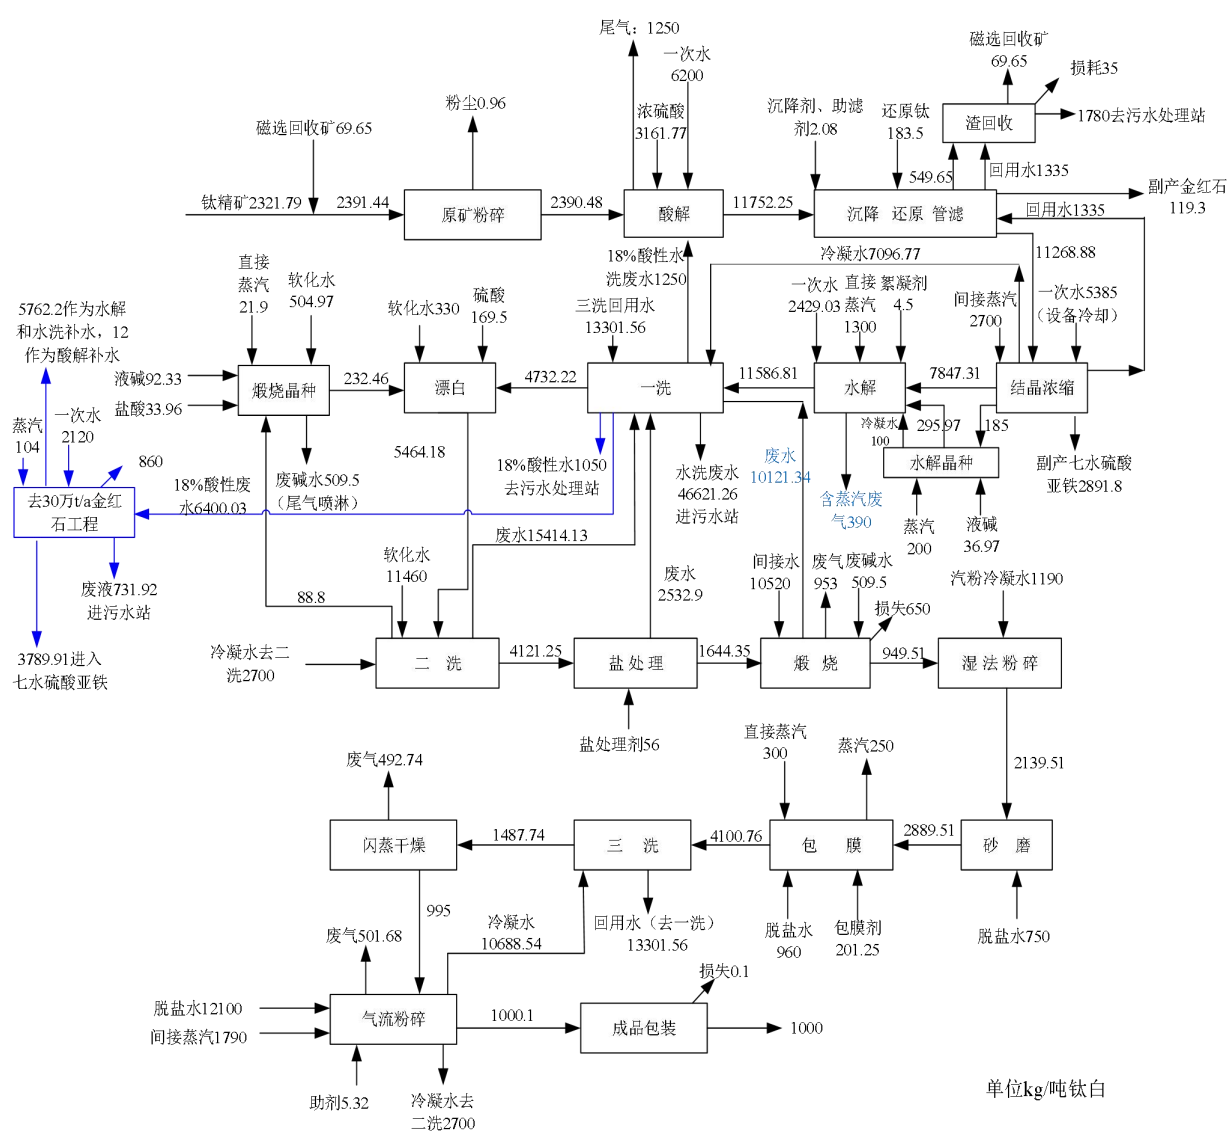 尾气：1250
一次水
6200
磁选回收矿
69.65
损耗35
粉尘0.96
浓硫酸
3161.77
沉降剂、助滤
剂2.08
还原钛
183.5
渣回收
1780去污水处理站
磁选回收矿69.65
549.65
回用水1335
副产金红石
119.3
钛精矿2321.79
2391.44
原矿粉碎
2390.48
酸解
11752.25
沉降 还原 管滤
回用水1335
11268.88
直接
蒸汽
21.9
软化水
504.97
18%酸性水
洗废水1250
冷凝水7096.77
5762.2作为水解
和水洗补水，12
作为酸解补水
软化水330
硫酸
169.5
三洗回用水
13301.56
一次水
2429.03
直接
蒸汽
1300
絮凝剂
4.5
间接蒸汽
2700
一次水5385
（设备冷却）
液碱92.33
盐酸33.96
煅烧晶种
232.46
漂白
4732.22
一洗
11586.81
水解
7847.31
结晶浓缩
蒸汽
104
一次水
2120
860
冷凝水
100
295.97
185
水解晶种
副产七水硫酸
亚铁2891.8
5464.18
废碱水509.5
（尾气喷淋）
18%酸性水1050
去污水处理站
水洗废水
46621.26
进污水站
废水
10121.34
含蒸汽废
气390
蒸汽
200
液碱
36.97
18%酸性废
水6400.03
去30万t/a金红
石工程
废水15414.13
废液731.92
进污水站
3789.91进入
七水硫酸亚铁
88.8
软化水
11460
废水
2532.9
间接水
10520
废气
953
废碱水
509.5
损失650
汽粉冷凝水1190
冷凝水去二
洗2700
二 洗
4121.25
盐处理
1644.35
煅 烧
949.51
湿法粉碎
盐处理剂56
直接蒸汽
300
蒸汽250
2139.51
废气492.74
闪蒸干燥
1487.74
三 洗
4100.76
包 膜
2889.51
砂 磨
995
冷凝水
10688.54
回用水（去一洗）
13301.56
脱盐水
960
包膜剂
201.25
脱盐水750
废气501.68
脱盐水12100
间接蒸汽1790
气流粉碎
1000.1
成品包装
损失0.1
1000
助剂5.32
冷凝水去
二洗2700
单位kg/吨钛白